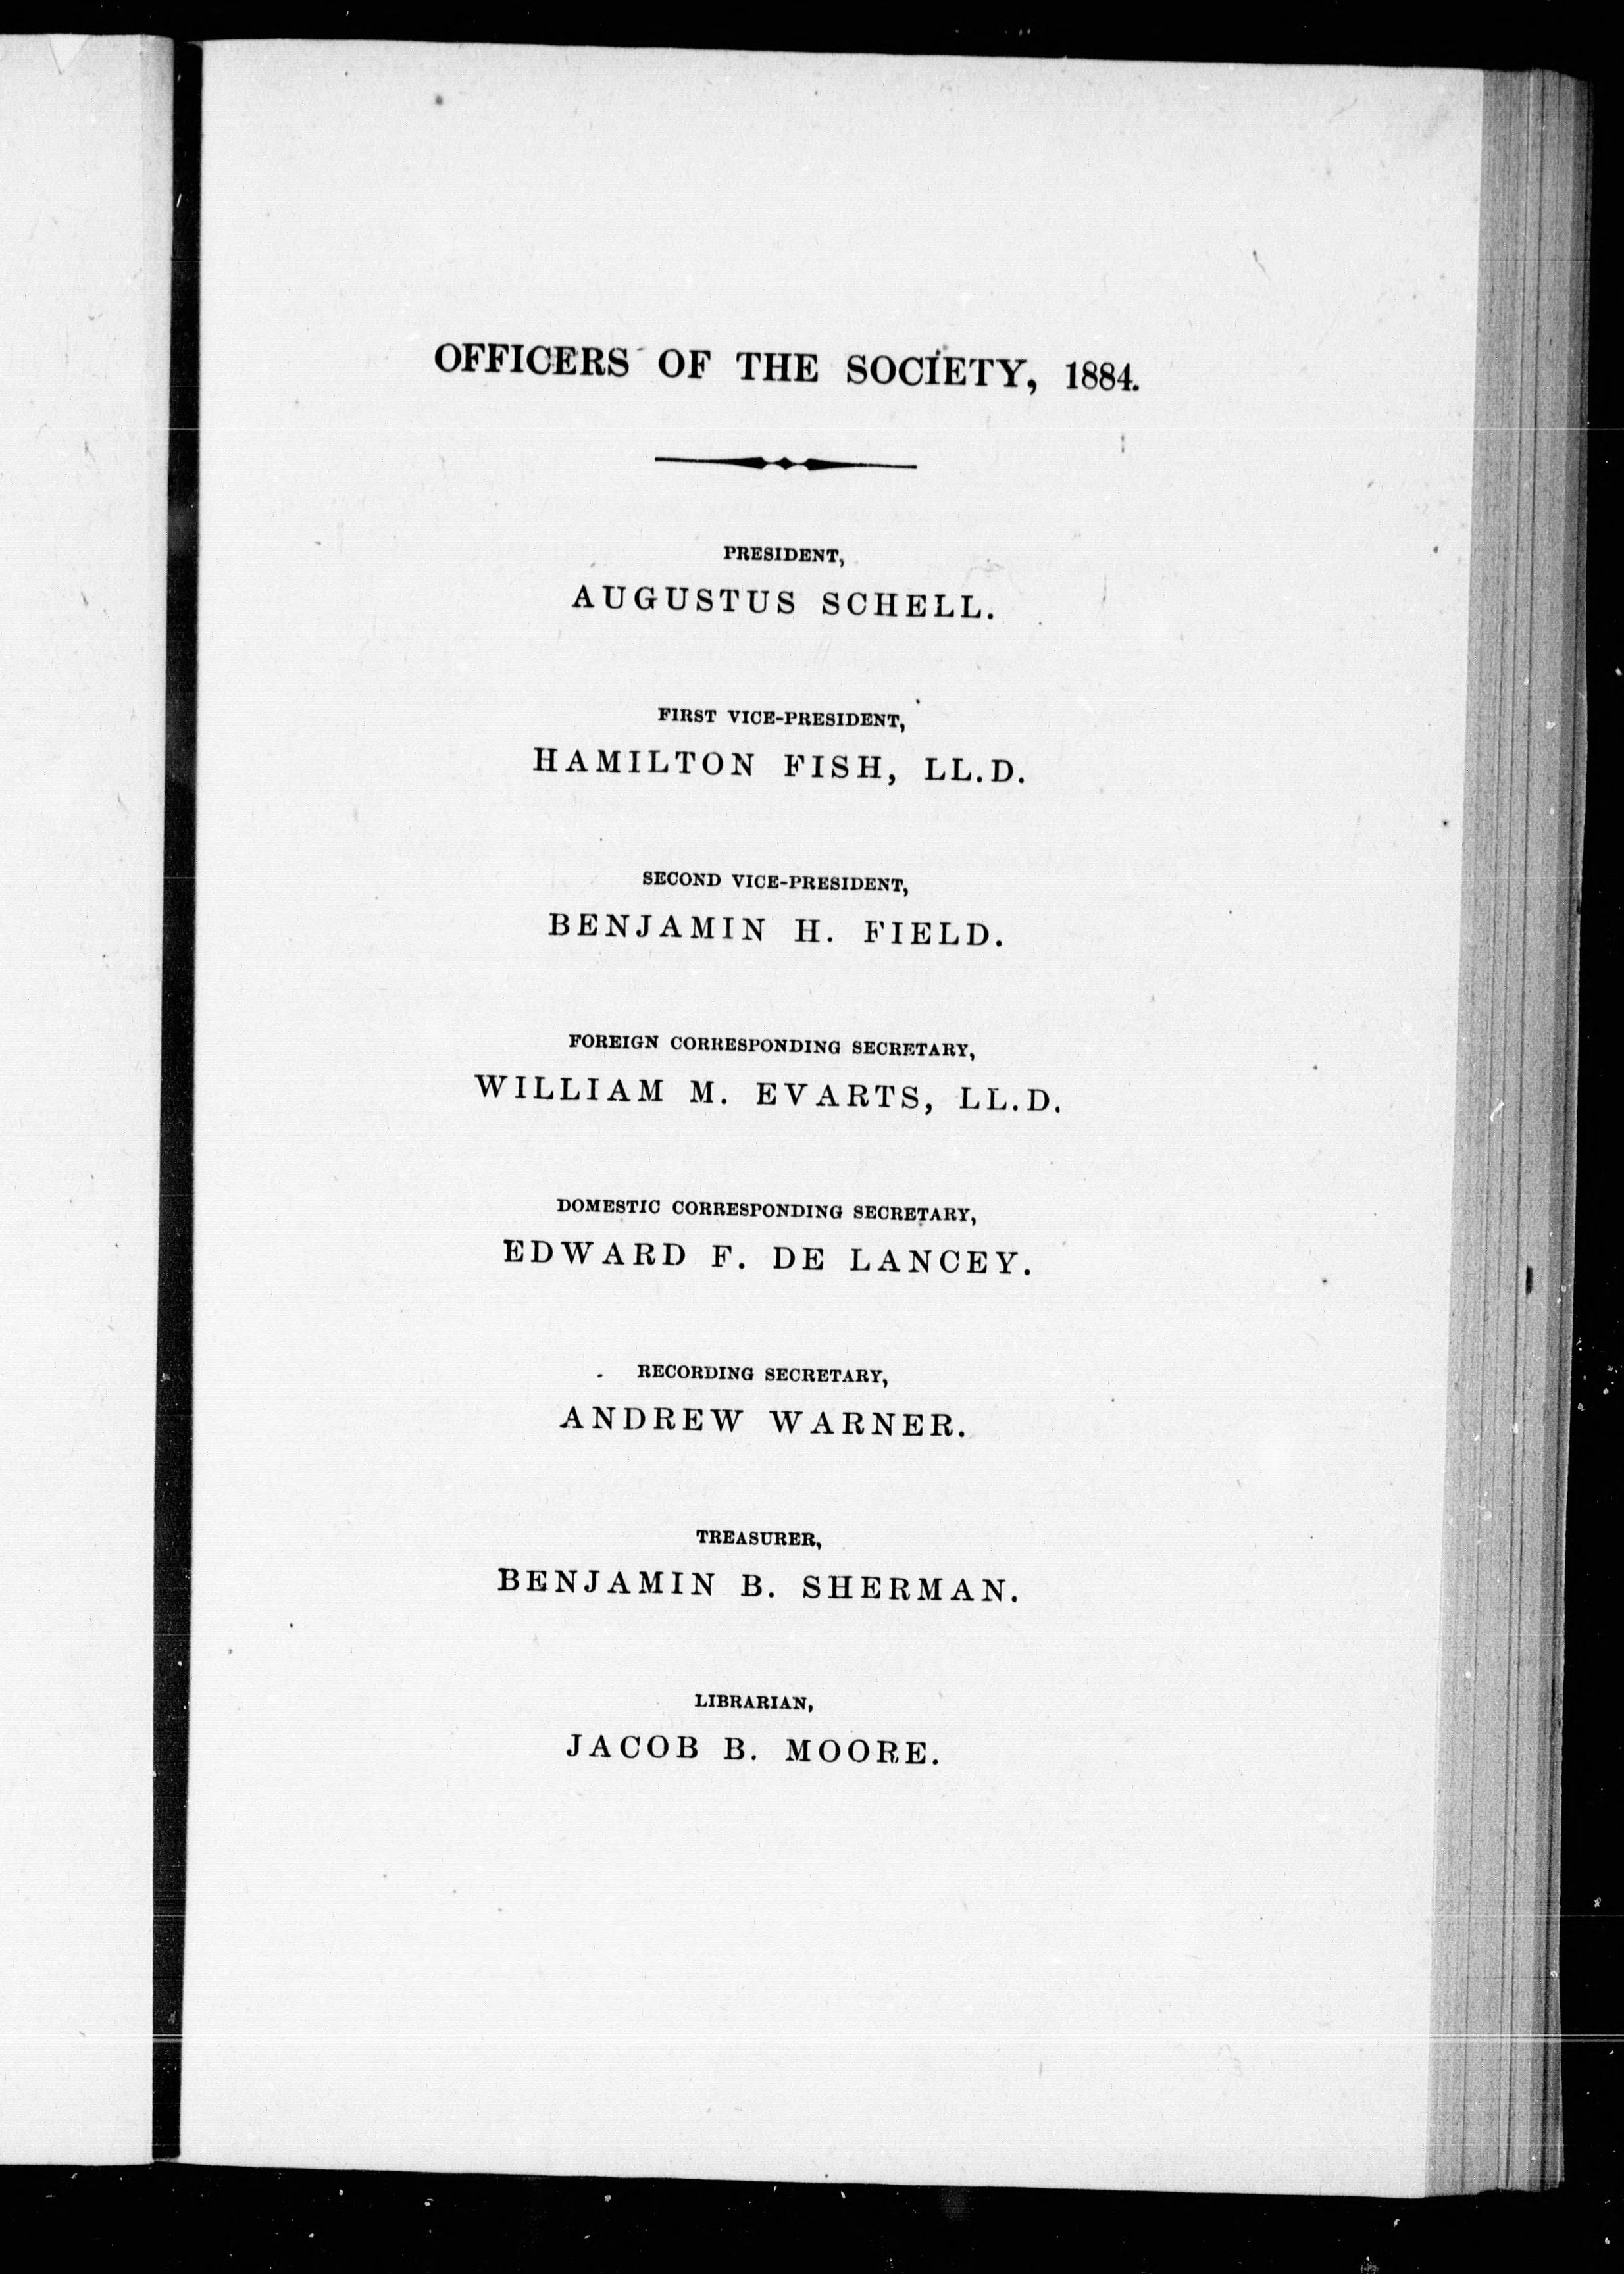 OFFICERS OF THE SOCIETY, 1884.
PRESIDENT,
AUGUSTUS SCHELL.
FIRST VICE-PRESIDENT,
HAMILTON FISH, LL.D.
SECOND VICE-PRESIDENT,
BENJAMIN H. FIELD.
FOREIGN CORRESPONDING SECRETARY,
WILLIAM M. EVARTS, LL.D.
DOMESTIC CORRESPONDING SECRETARY,
EDWARD F. DE LANCEY.
RECORDING SECRETARY,
ANDREW WARNER.
TREASURER,
BENJAMIN B. SHERMAN.
LIBRARIAN,
JACOB B. MOORE.